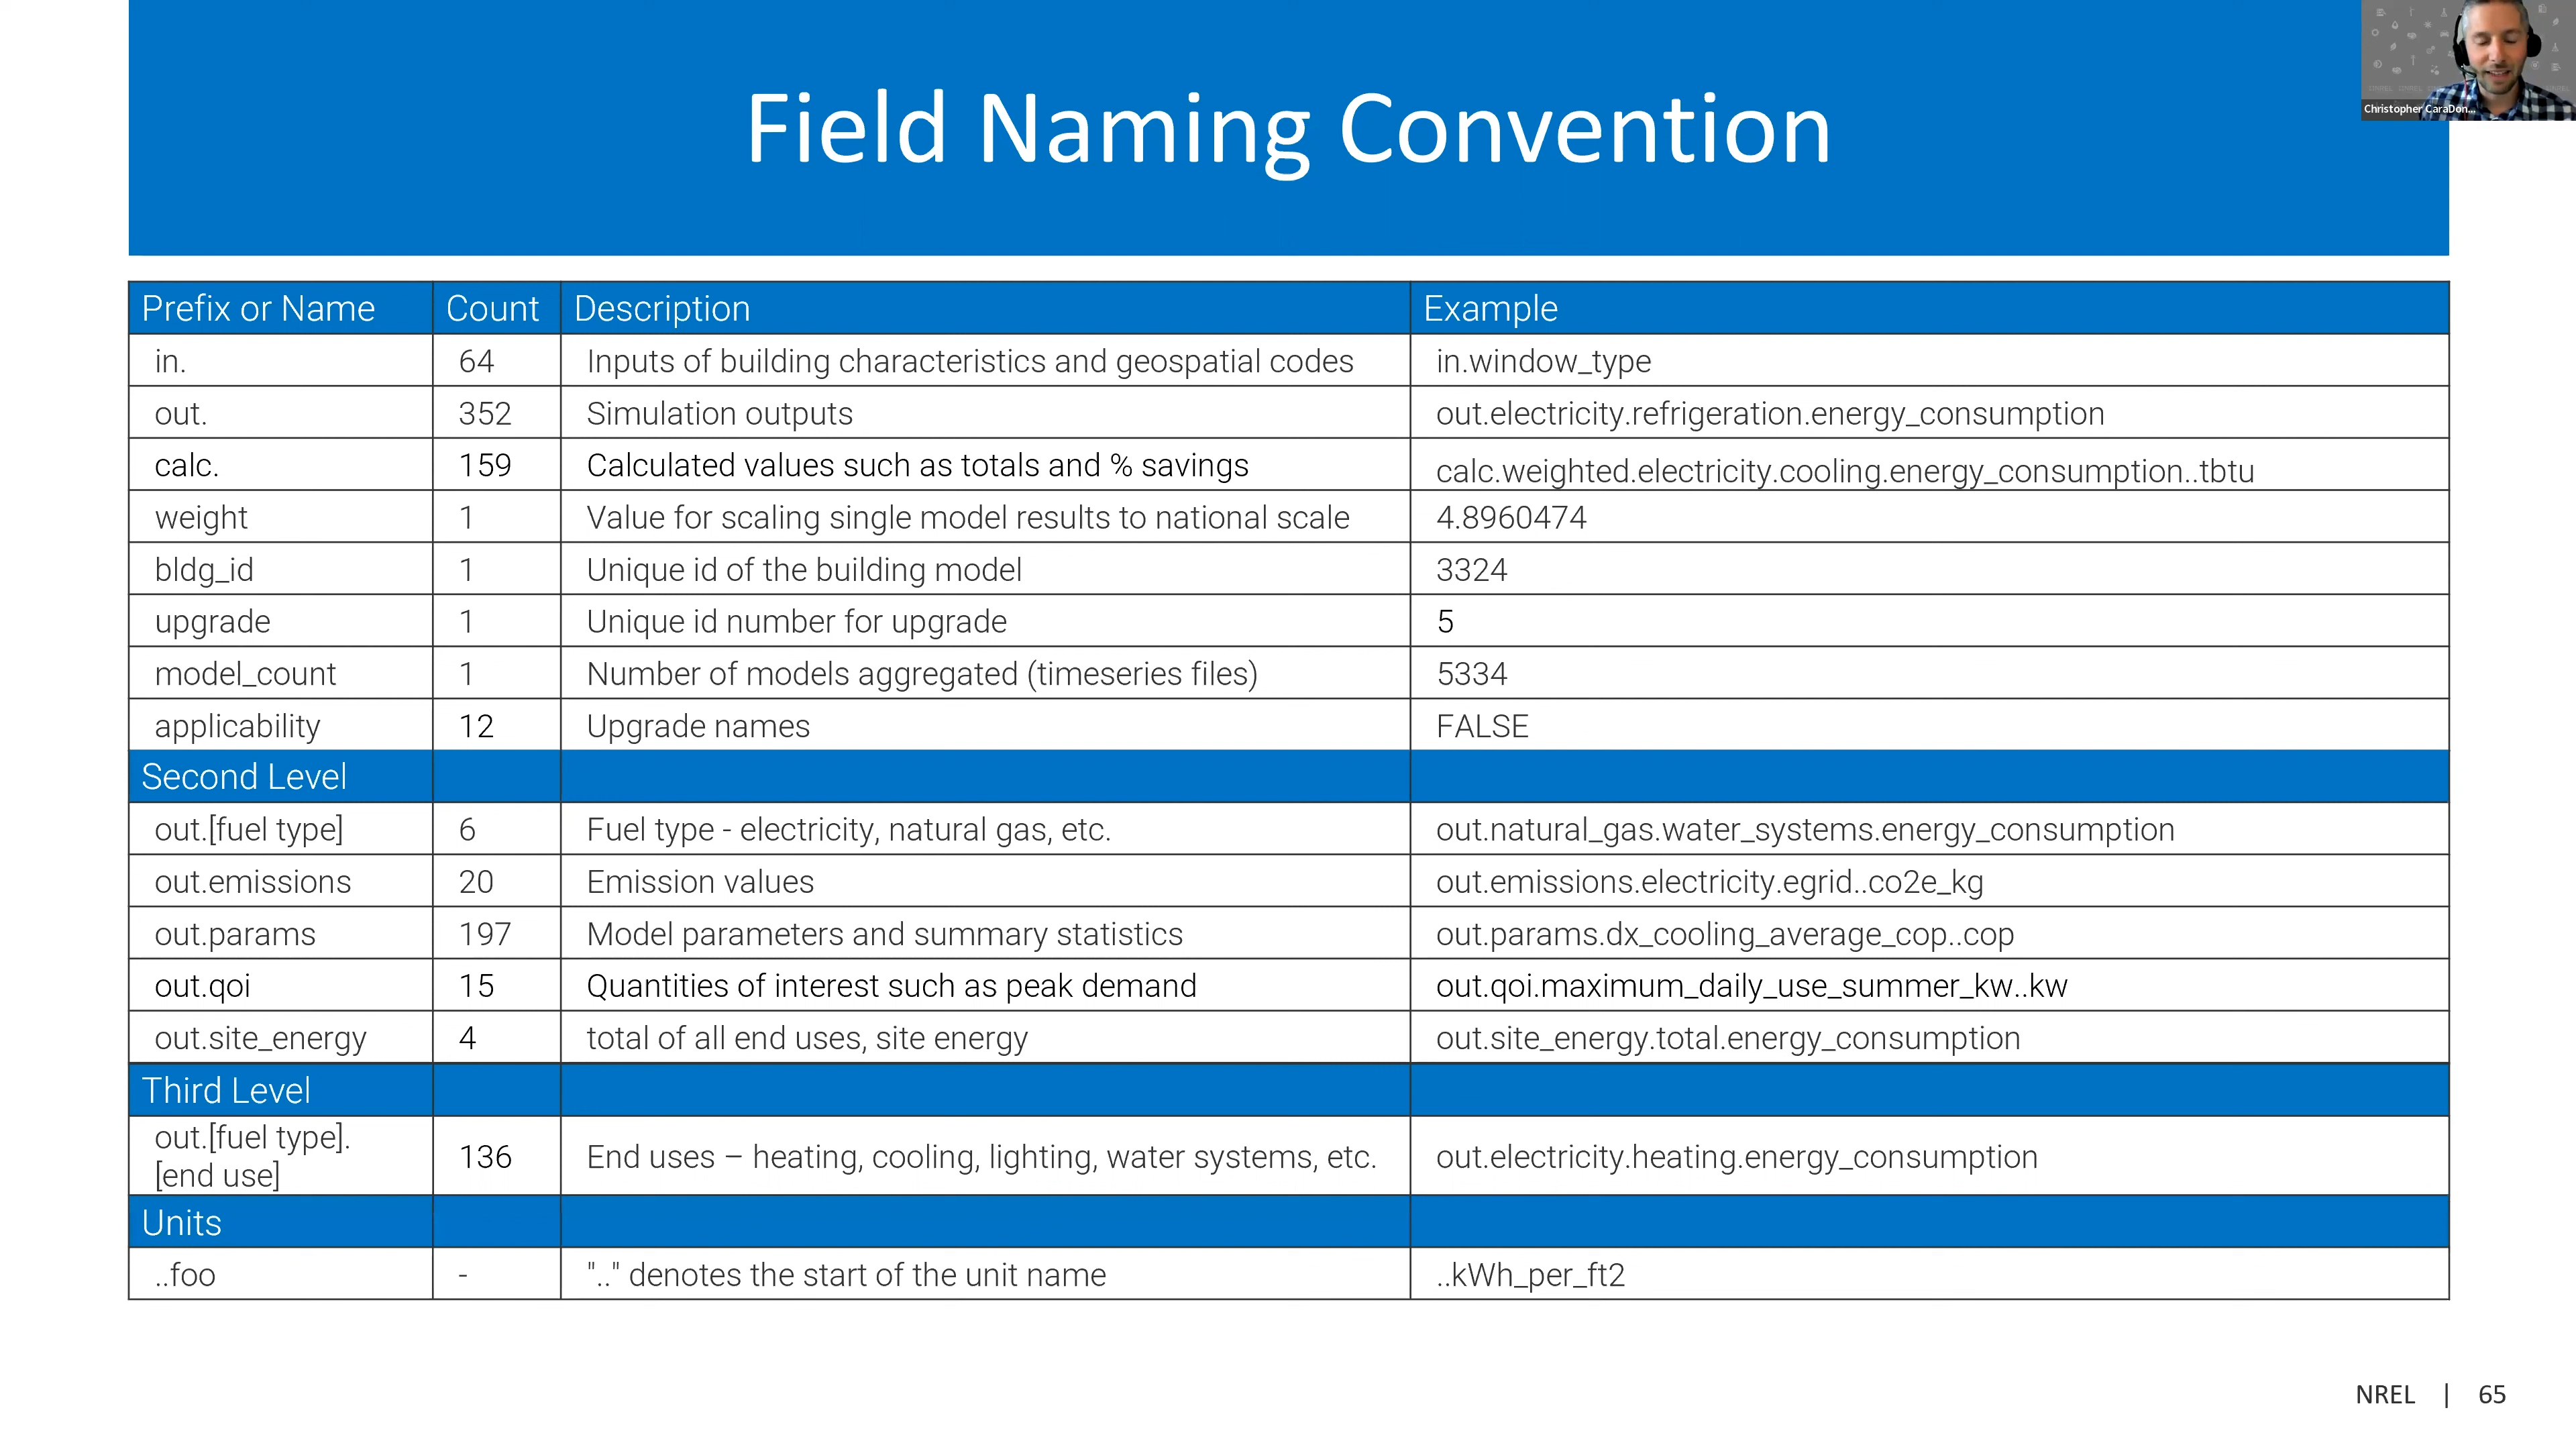 Field Naming Convention
Christopher CaraDon...
Prefix or Name Count Description Example
in. 64 Inputs of building characteristics and geospatial codes in.window_type
out. 352 Simulation outputs out.electricity.refrigeration.energy_consumption
calc. 159 Calculated values such as totals and % savings calc.weighted.electricity.cooling.energy_consumption..tbtu
weight 1 Value for scaling single model results to national scale 4.8960474
bldg_id 1 Unique id of the building model 3324
upgrade 1 Unique id number for upgrade 5
model_count 1 Number of models aggregated (timeseries files) 5334
applicability 12 Upgrade names FALSE
Second Level
out.[fuel type] 6 Fuel type - electricity, natural gas, etc. out.natural_gas.water_systems.energy_consumption
out.emissions 20 Emission values out.emissions.electricity.egrid..co2e_kg
out.params 197 Model parameters and summary statistics out.params.dx_cooling_average_cop..cop
out.qoi 15 Quantities of interest such as peak demand out.qoi.maximum_daily_use_summer_kw..kw
out.site_energy 4 total of all end uses, site energy out.site_energy.total.energy_consumption
Third Level
out.[fuel type].
[end use] 136 End uses – heating, cooling, lighting, water systems, etc. out.electricity.heating.energy_consumption
Units
..foo - ".." denotes the start of the unit name ..kWh_per_ft2
NREL | 65